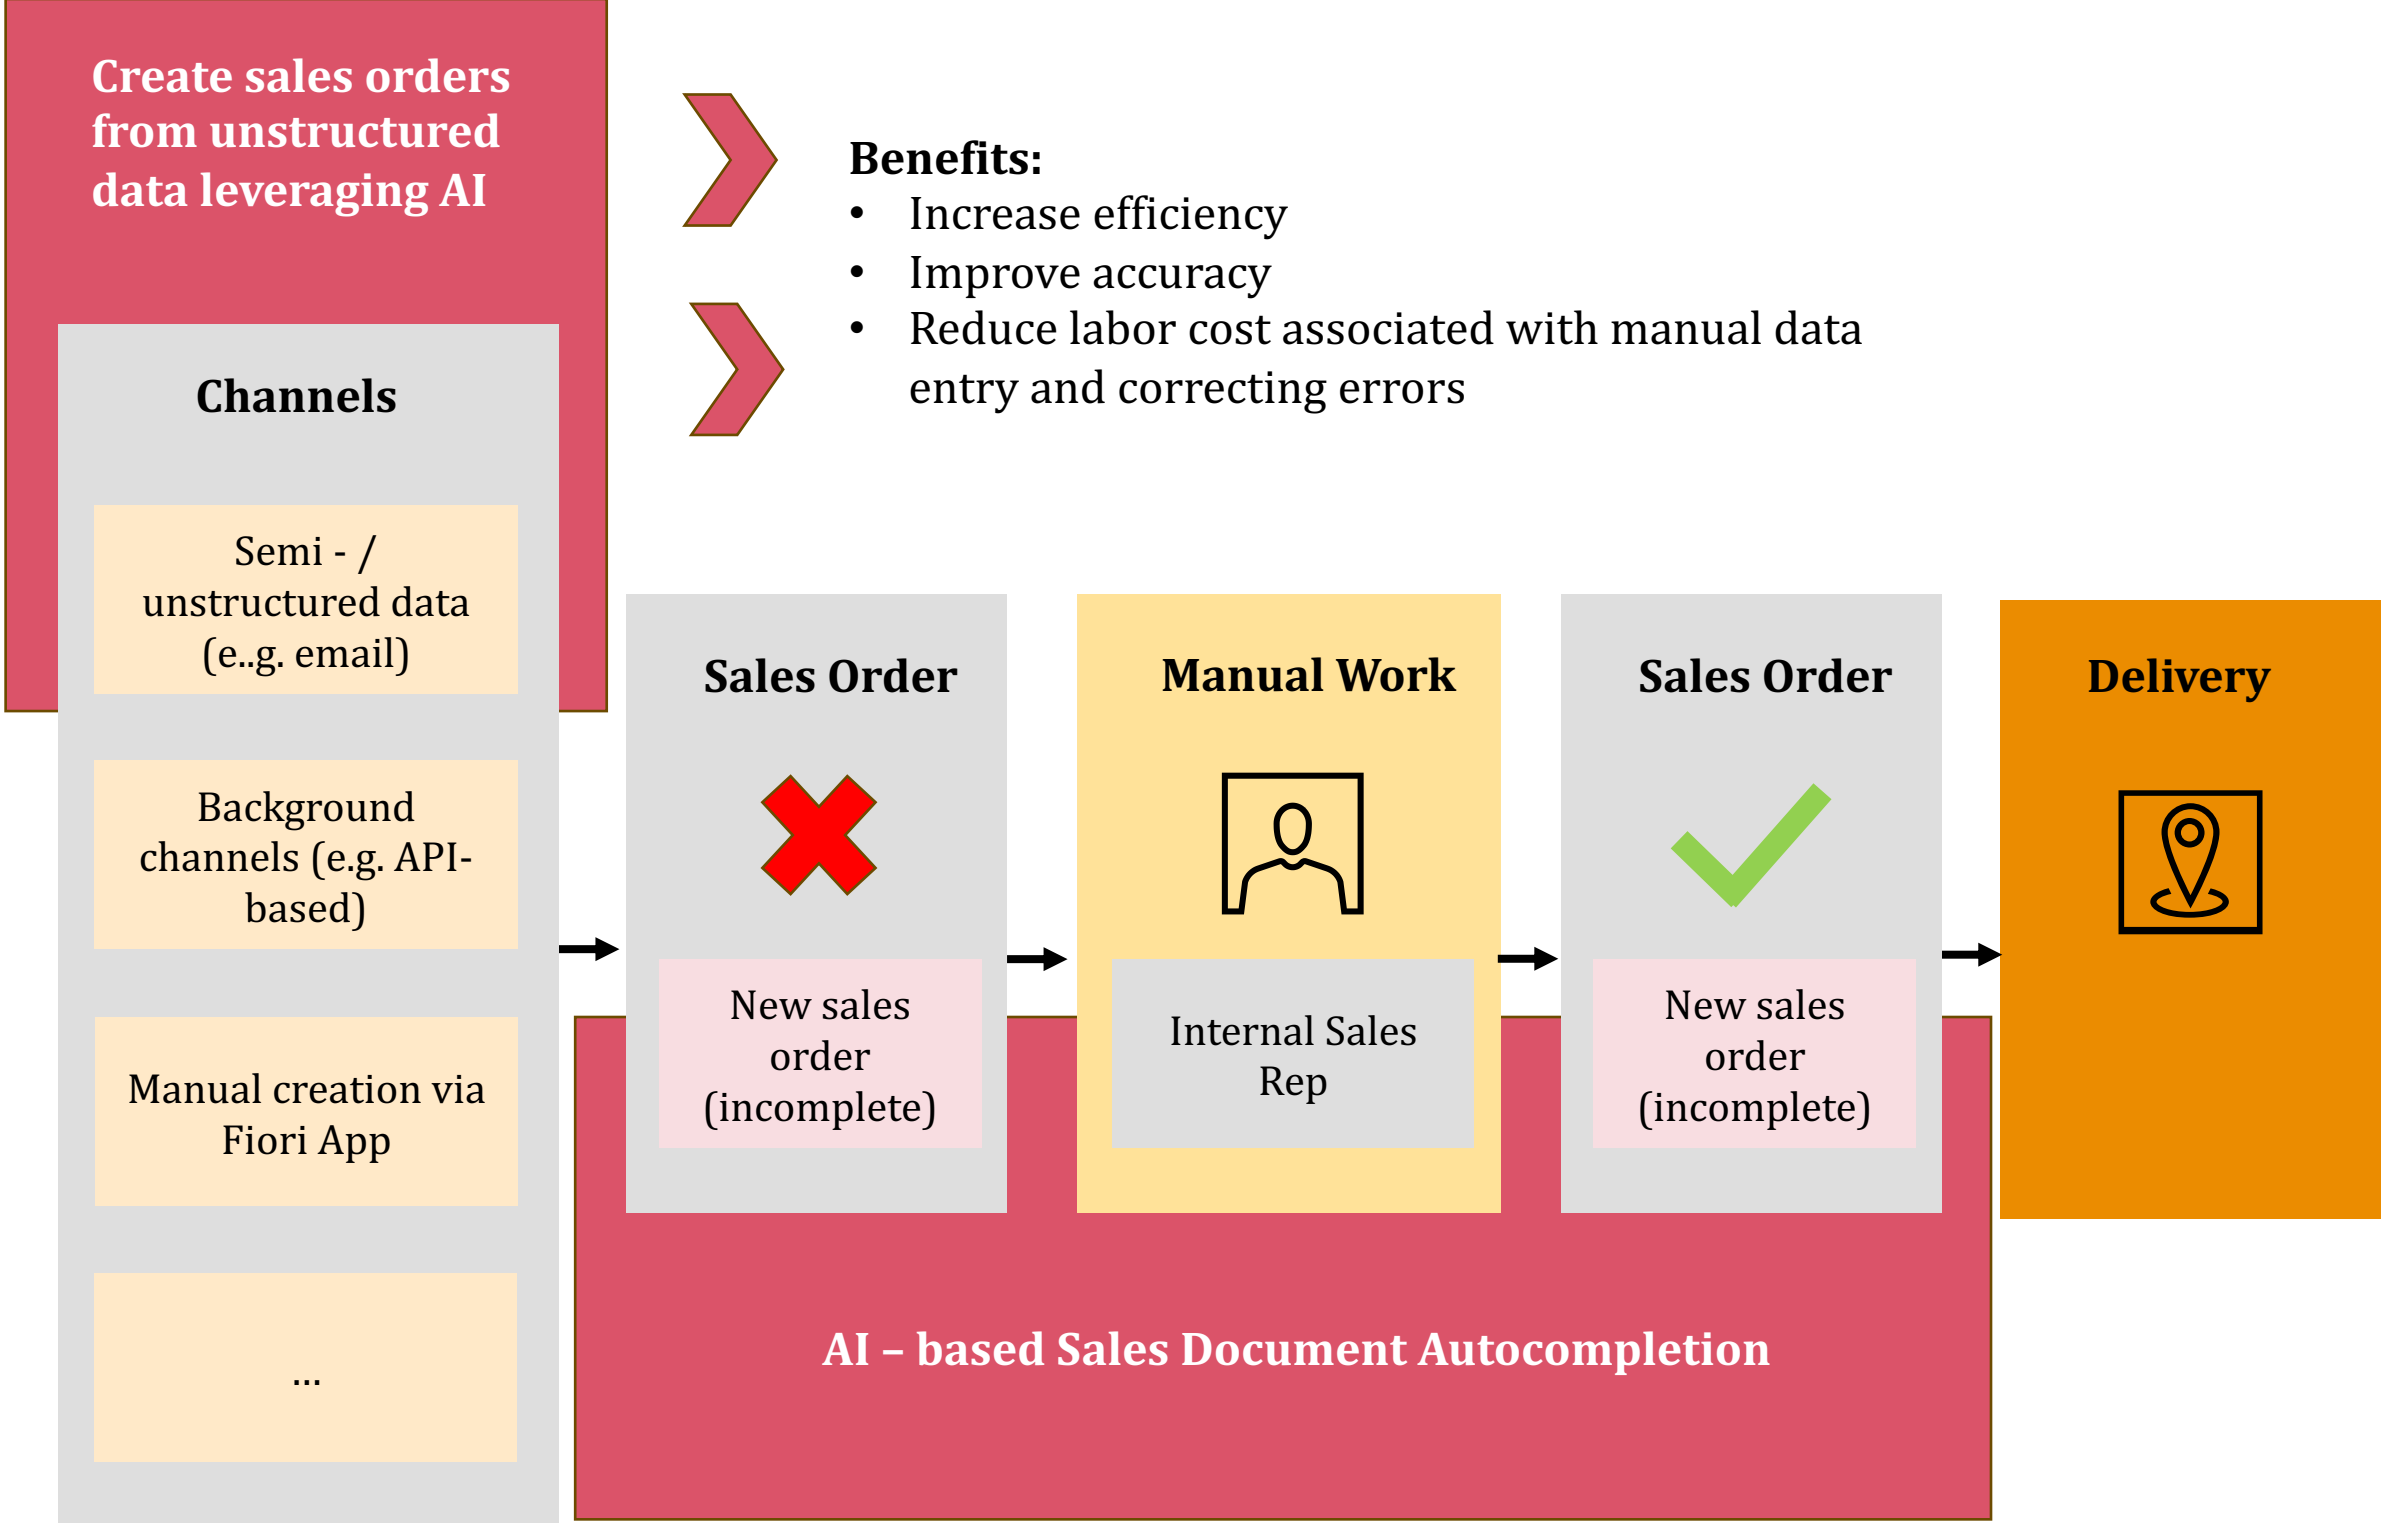 Create sales orders
from unstructured
data leveraging AI
Benefits:
• Increase efficiency
• Improve accuracy
• Reduce labor cost associated with manual data
entry and correcting errors
Channels
Semi - /
unstructured data
(e..g. email)
Background
channels (e.g. API-
based)
Manual creation via
Fiori App
...
Sales Order
New sales
order
(incomplete)
Manual Work
Internal Sales
Rep
Sales Order
New sales
order
(incomplete)
Delivery
AI – based Sales Document Autocompletion